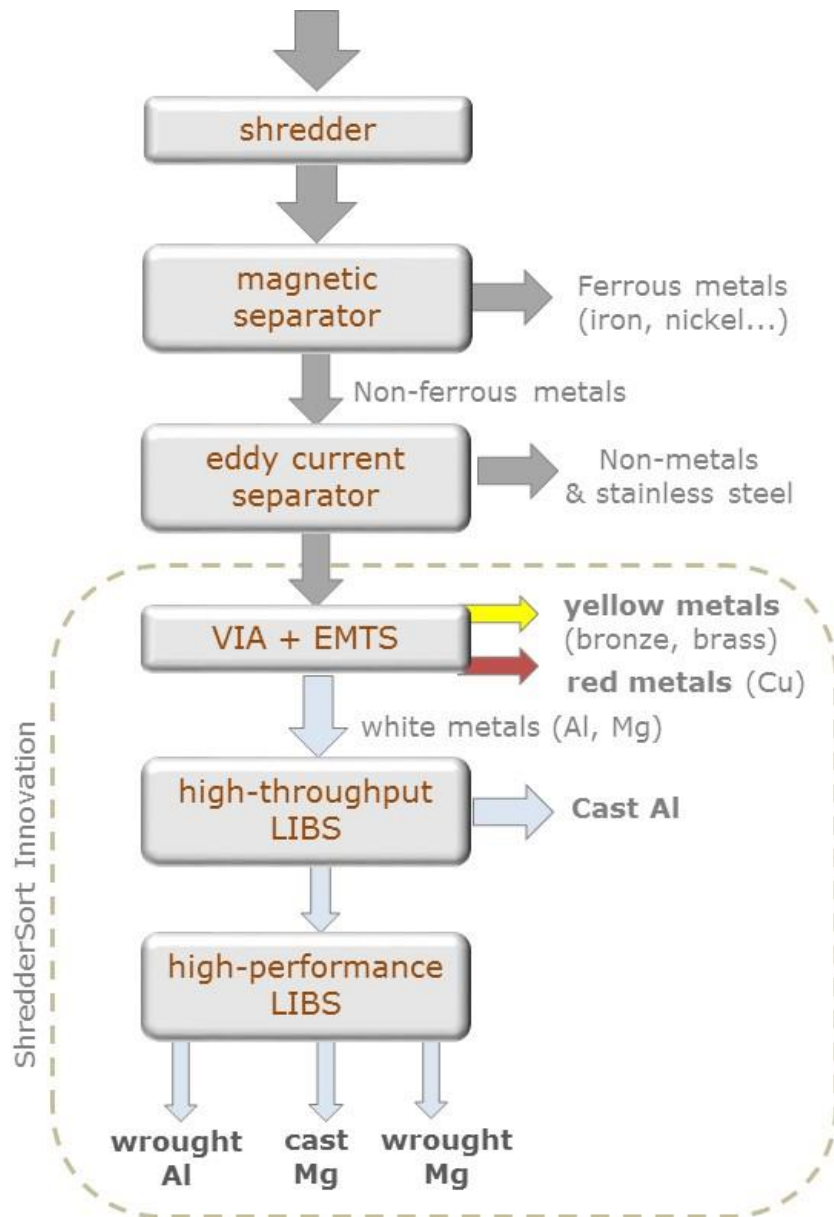 shredder
magnetic
separator
Ferrous metals
(iron, nickel...)
Non-ferrous metals
eddy current
separator
Non-metals
& stainless steel
VIA + EMTS
yellow metals
(bronze, brass)
red metals (Cu)
white metals (Al, Mg)
high-throughput
LIBS
Cast Al
high-performance
LIBS
wrought
Al
cast
Mg
wrought
Mg
ShredderSort Innovation